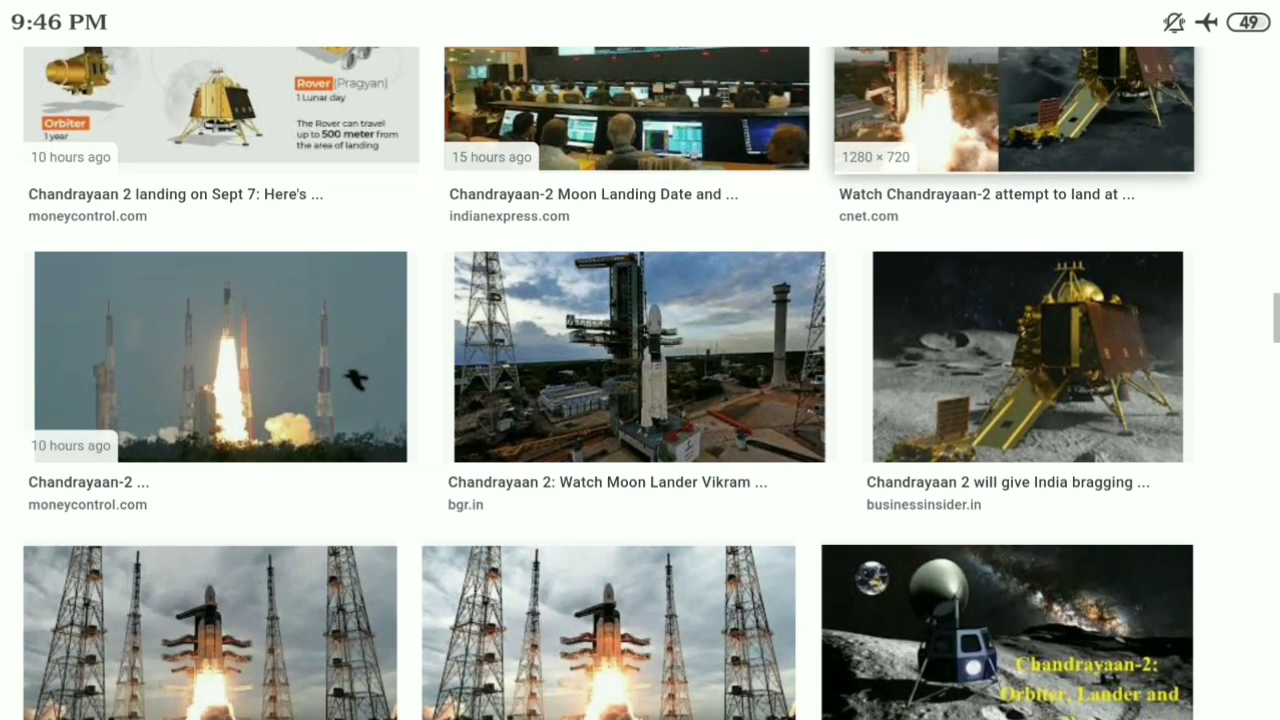 9:46 PM
49
Rover (Pragyan)
1 Lunar day
Orbiter
1 year
The Rover can travel
up to 500 meter from
the area of landing
10 hours ago
15 hours ago
1280 × 720
Chandrayaan 2 landing on Sept 7: Here's ...
moneycontrol.com
Chandrayaan-2 Moon Landing Date and ...
indianexpress.com
Watch Chandrayaan-2 attempt to land at ...
cnet.com
10 hours ago
Chandrayaan-2 ...
moneycontrol.com
Chandrayaan 2: Watch Moon Lander Vikram ...
bgr.in
Chandrayaan 2 will give India bragging ...
businessinsider.in
Chandrayaan-2:
Orbiter, Lander and